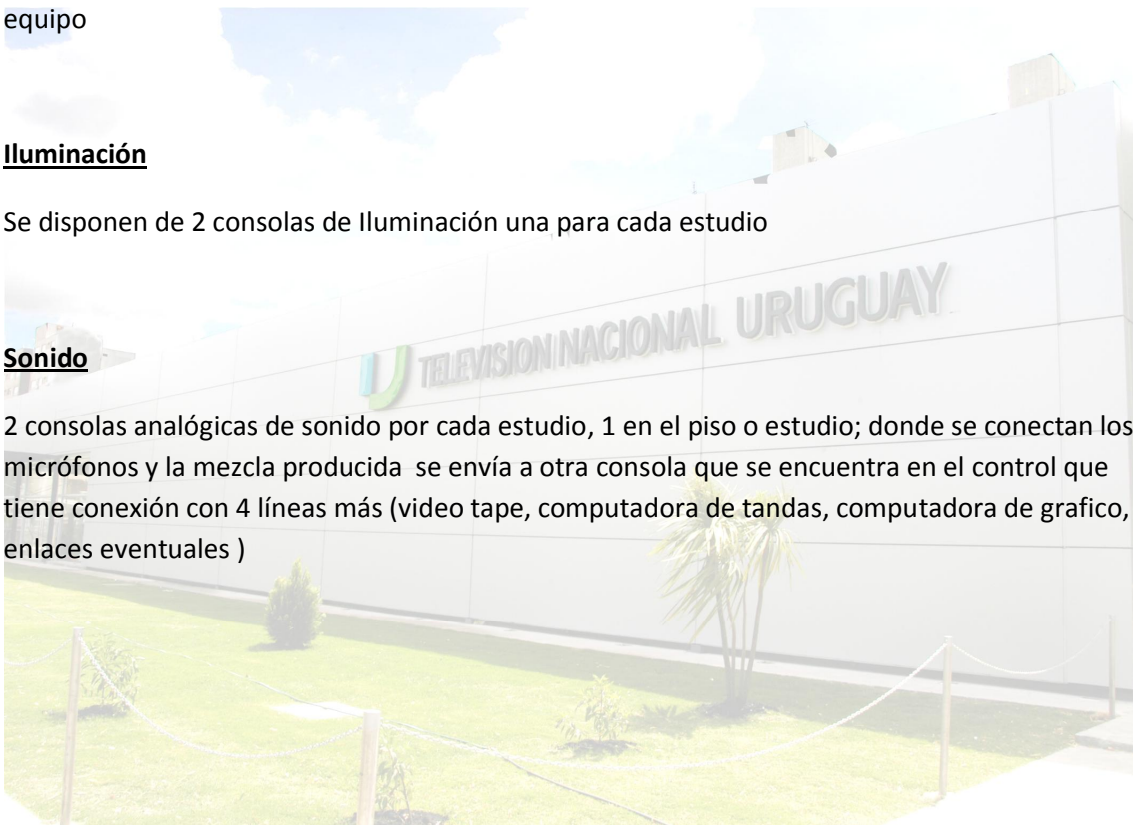 equipo
Iluminación
Se disponen de 2 consolas de Iluminación una para cada estudio
TELEVISION NACIONAL URUGUAY
Sonido
2 consolas analógicas de sonido por cada estudio, 1 en el piso o estudio; donde se conectan los
micrófonos y la mezcla producida se envía a otra consola que se encuentra en el control que
tiene conexión con 4 líneas más (video tape, computadora de tandas, computadora de grafico,
enlaces eventuales )